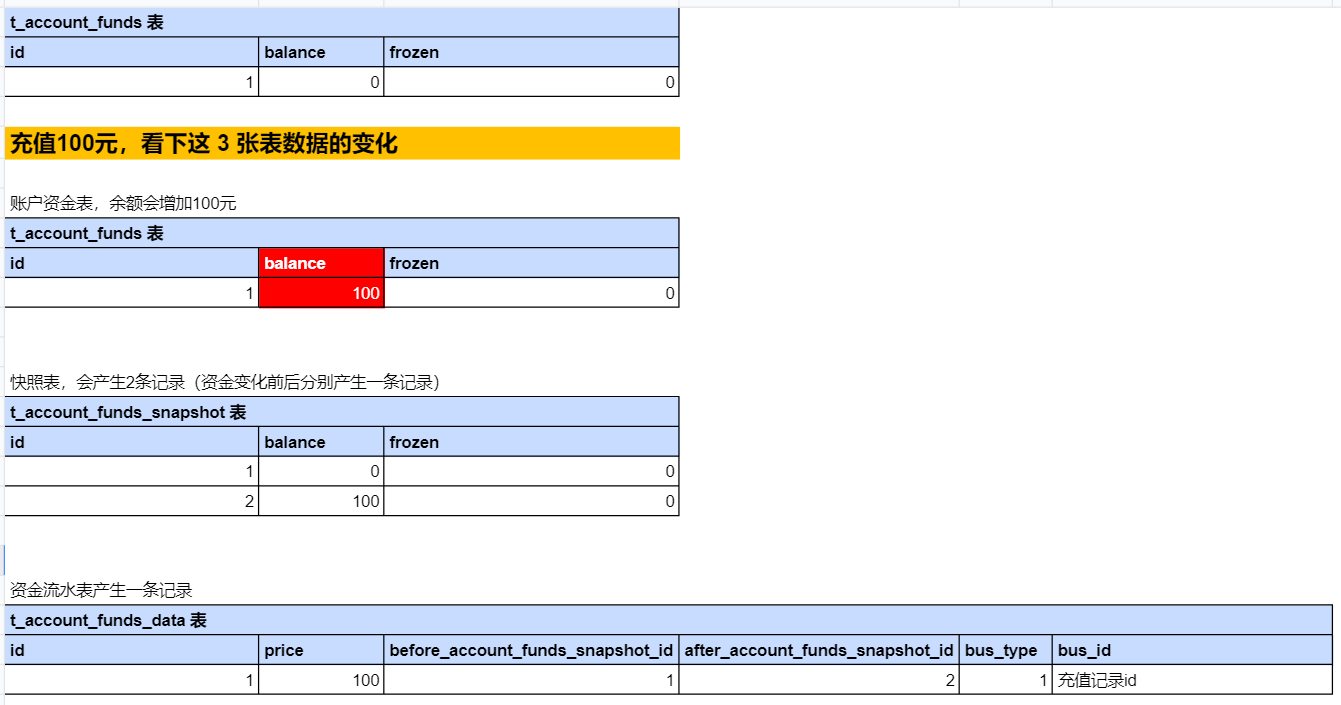 t_account_funds 表
id balance frozen
1 0 0
充值100元，看下这 3 张表数据的变化
账户资金表，余额会增加100元
t_account_funds 表
id balance frozen
1 100 0
快照表，会产生2条记录（资金变化前后分别产生一条记录）
t_account_funds_snapshot 表
id balance frozen
1 0 0
2 100 0
资金流水表产生一条记录
t_account_funds_data 表
id price before_account_funds_snapshot_id after_account_funds_snapshot_id bus_type bus_id
1 100 1 2 1 充值记录id